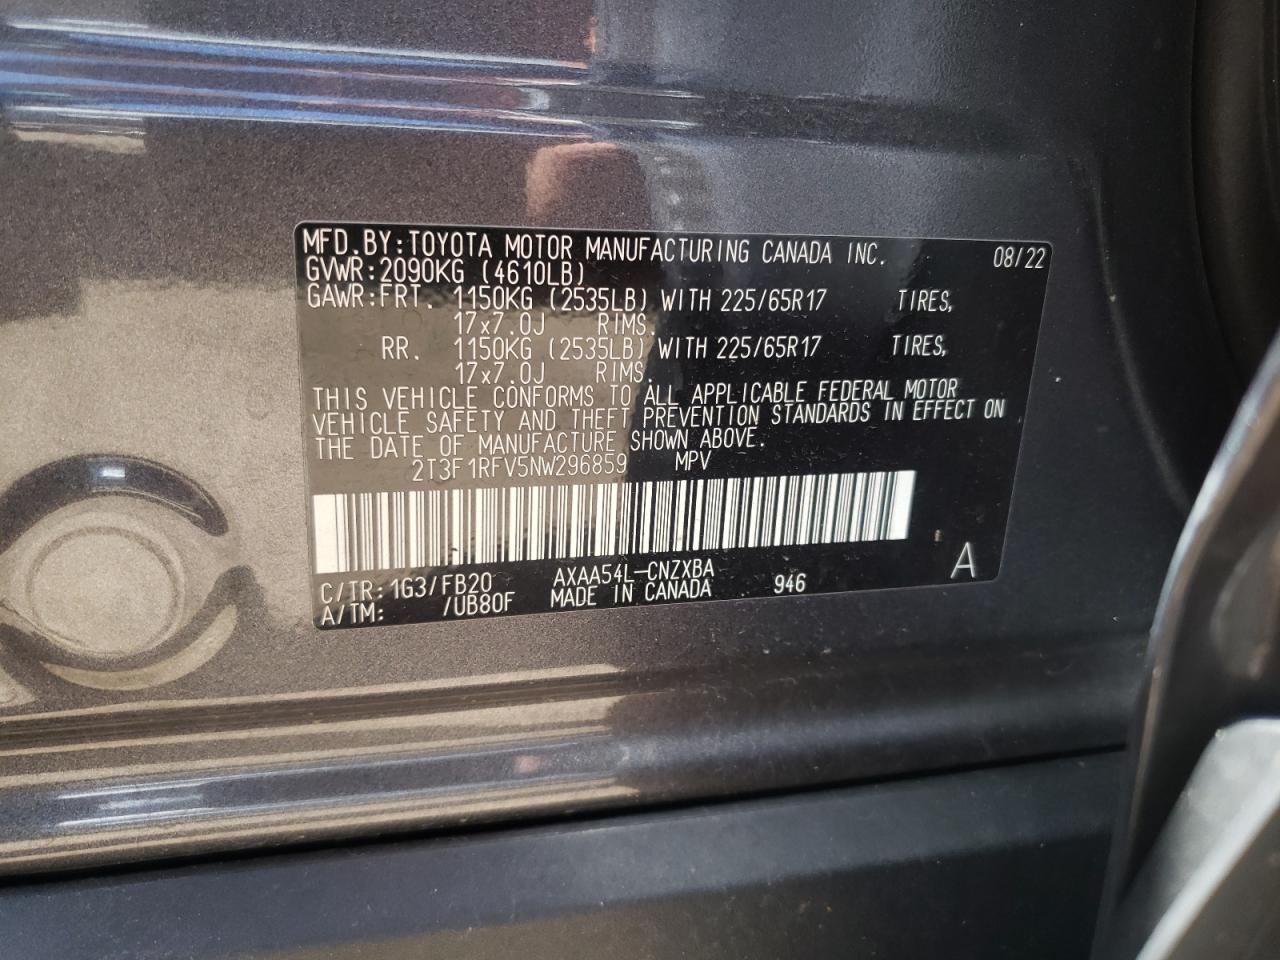 MFD.BY:TOYOTA MOTOR MANUFACTURING CANADA INC. 08/22
GVWR:2090KG (4610LB)
GAWR:FRT. 1150KG (2535LB) WITH 225/65R17 TIRES,
17x7.0J RIMS.
RR. 1150KG (2535LB) WITH 225/65R17 TIRES,
17x7.0J RIMS.
THIS VEHICLE CONFORMS TO ALL APPLICABLE FEDERAL MOTOR
VEHICLE SAFETY AND THEFT PREVENTION STANDARDS IN EFFECT ON
THE DATE OF MANUFACTURE SHOWN ABOVE.
2T3F1RFV5NW296859 MPV
C/TR: 1G3/FB20 AXAA54L-CNZXBA 946 A
A/TM: /UB80F MADE IN CANADA